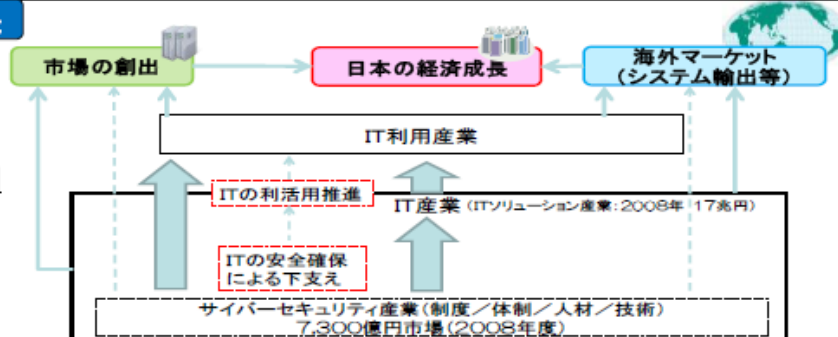 市場の創出
日本の経済成長
海外マーケット
(システム輸出等)
IT利用産業
ITの利活用推進
IT産業(ITソリューション産業:2008年 17兆円)
ITの安全確保
による下支え
サイバーセキュリティ産業(制度/体制/人材/技術)
7,300億円市場(2008年度)